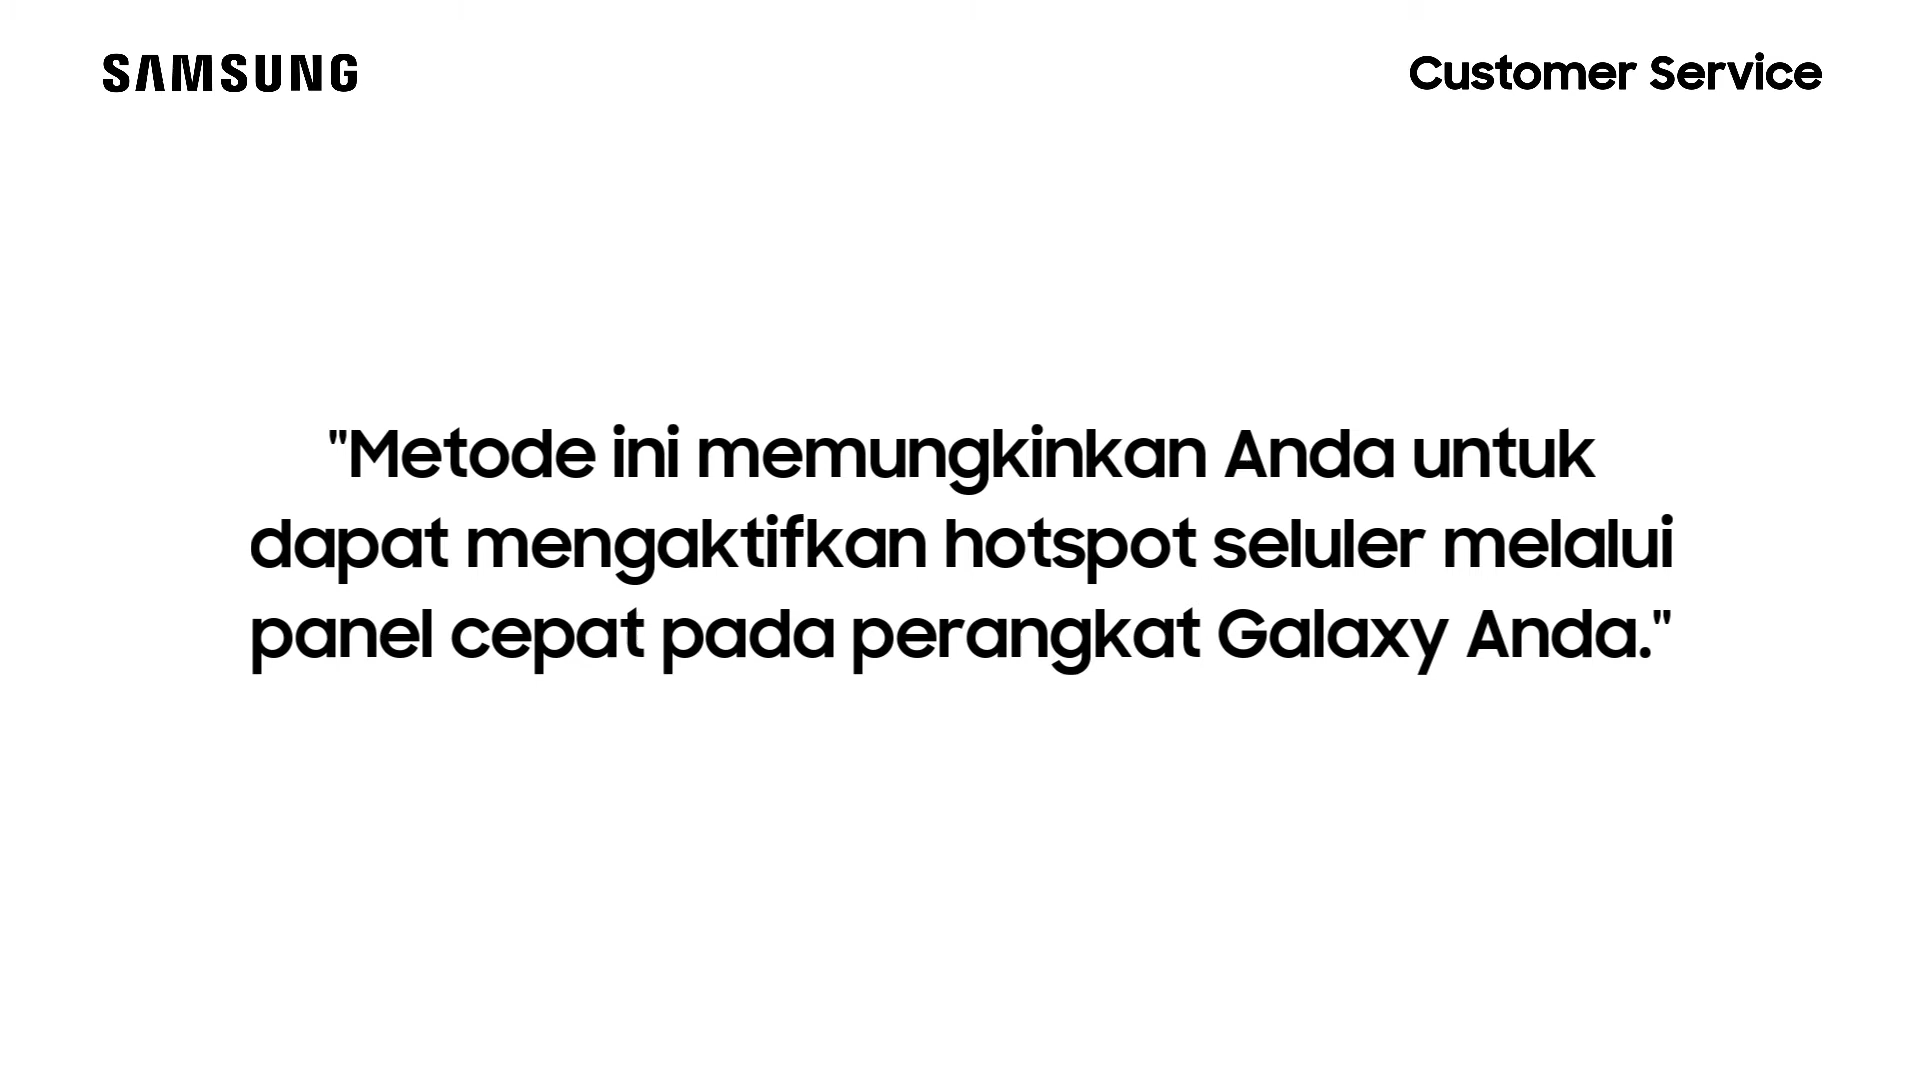 SAMSUNG
Customer Service
"Metode ini memungkinkan Anda untuk
dapat mengaktifkan hotspot seluler melalui
panel cepat pada perangkat Galaxy Anda."